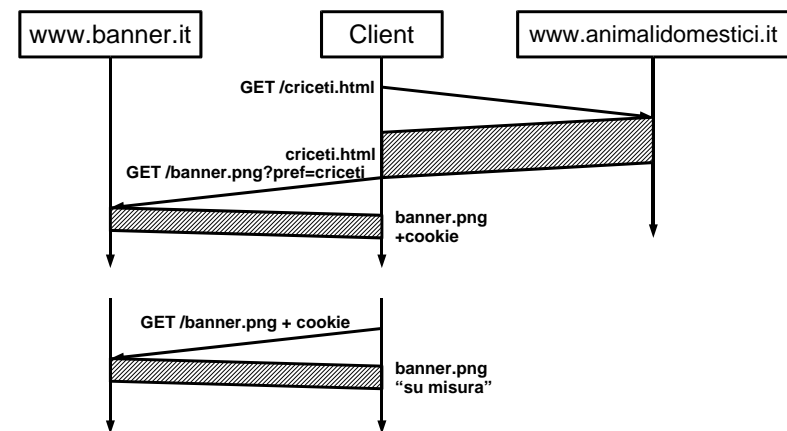 www.banner.it
Client
www.animalidomestici.it
GET /criceti.html
criceti.html
GET /banner.png?pref=criceti
banner.png
+cookie
GET /banner.png + cookie
banner.png
“su misura”